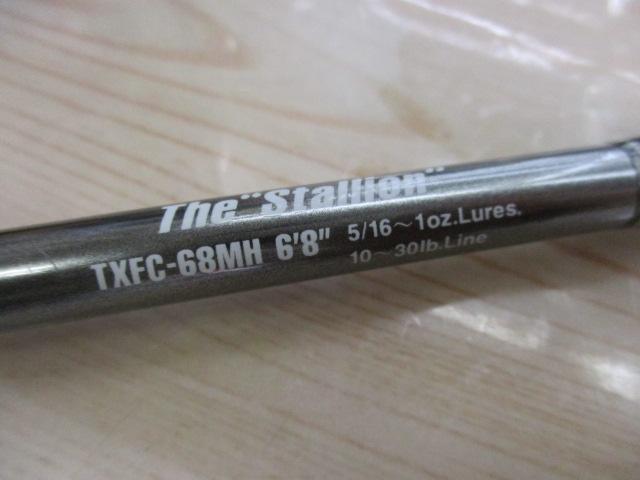 The "Stallion"
TXFC-68MH 6'8" 5/16~1oz.Lures.
10~30lb.Line